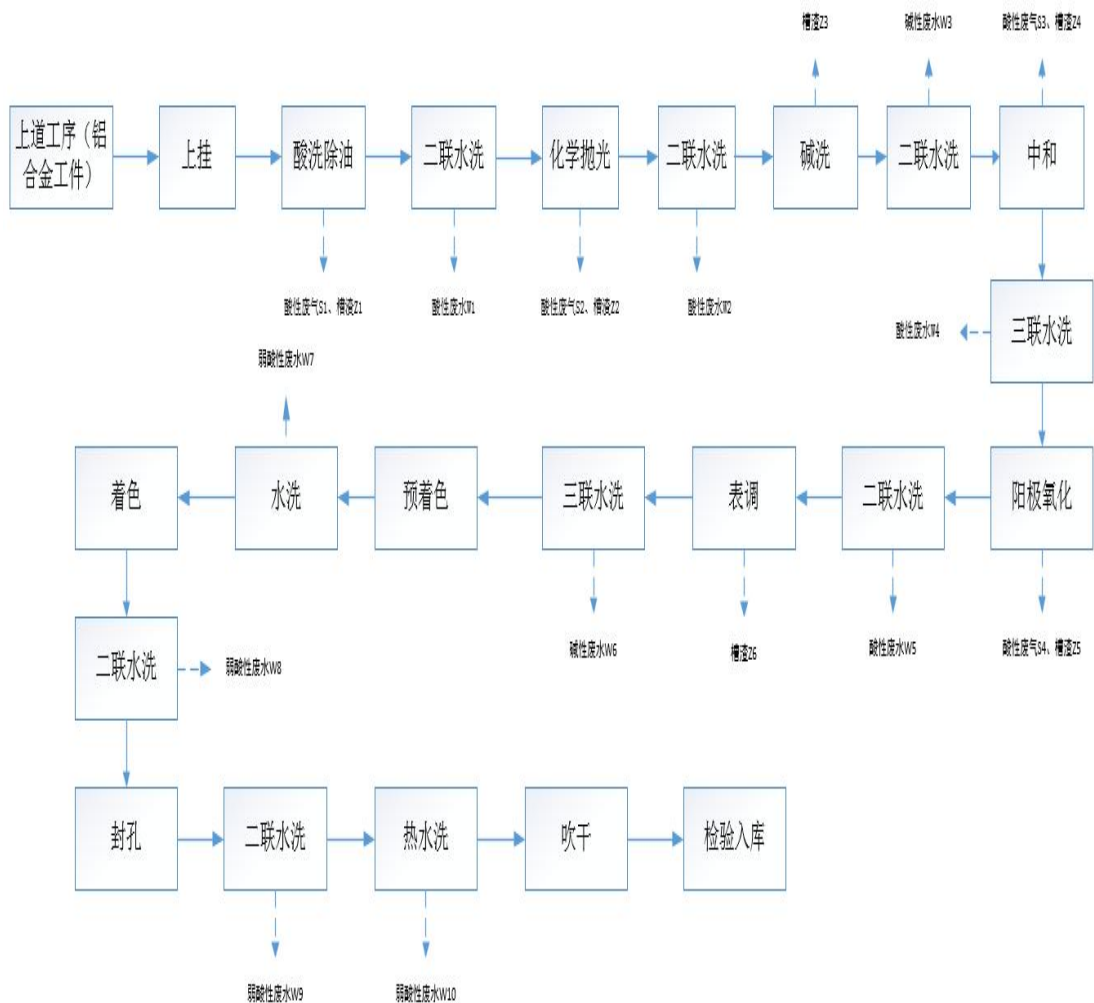 槽渣Z3
碱性废水W3
酸性废气S3、槽渣Z4
上道工序（铝
合金工件）
上挂
酸洗除油
二联水洗
化学抛光
二联水洗
碱洗
二联水洗
中和
酸性废气S1、槽渣Z1
酸性废水W1
酸性废气S2、槽渣Z2
酸性废水W2
三联水洗
酸性废水W4
弱酸性废水W7
着色
水洗
预着色
三联水洗
表调
二联水洗
阳极氧化
碱性废水W6
槽渣Z6
酸性废水W5
酸性废气S4、槽渣Z5
二联水洗
弱酸性废水W8
封孔
二联水洗
热水洗
吹干
检验入库
弱酸性废水W9
弱酸性废水W10